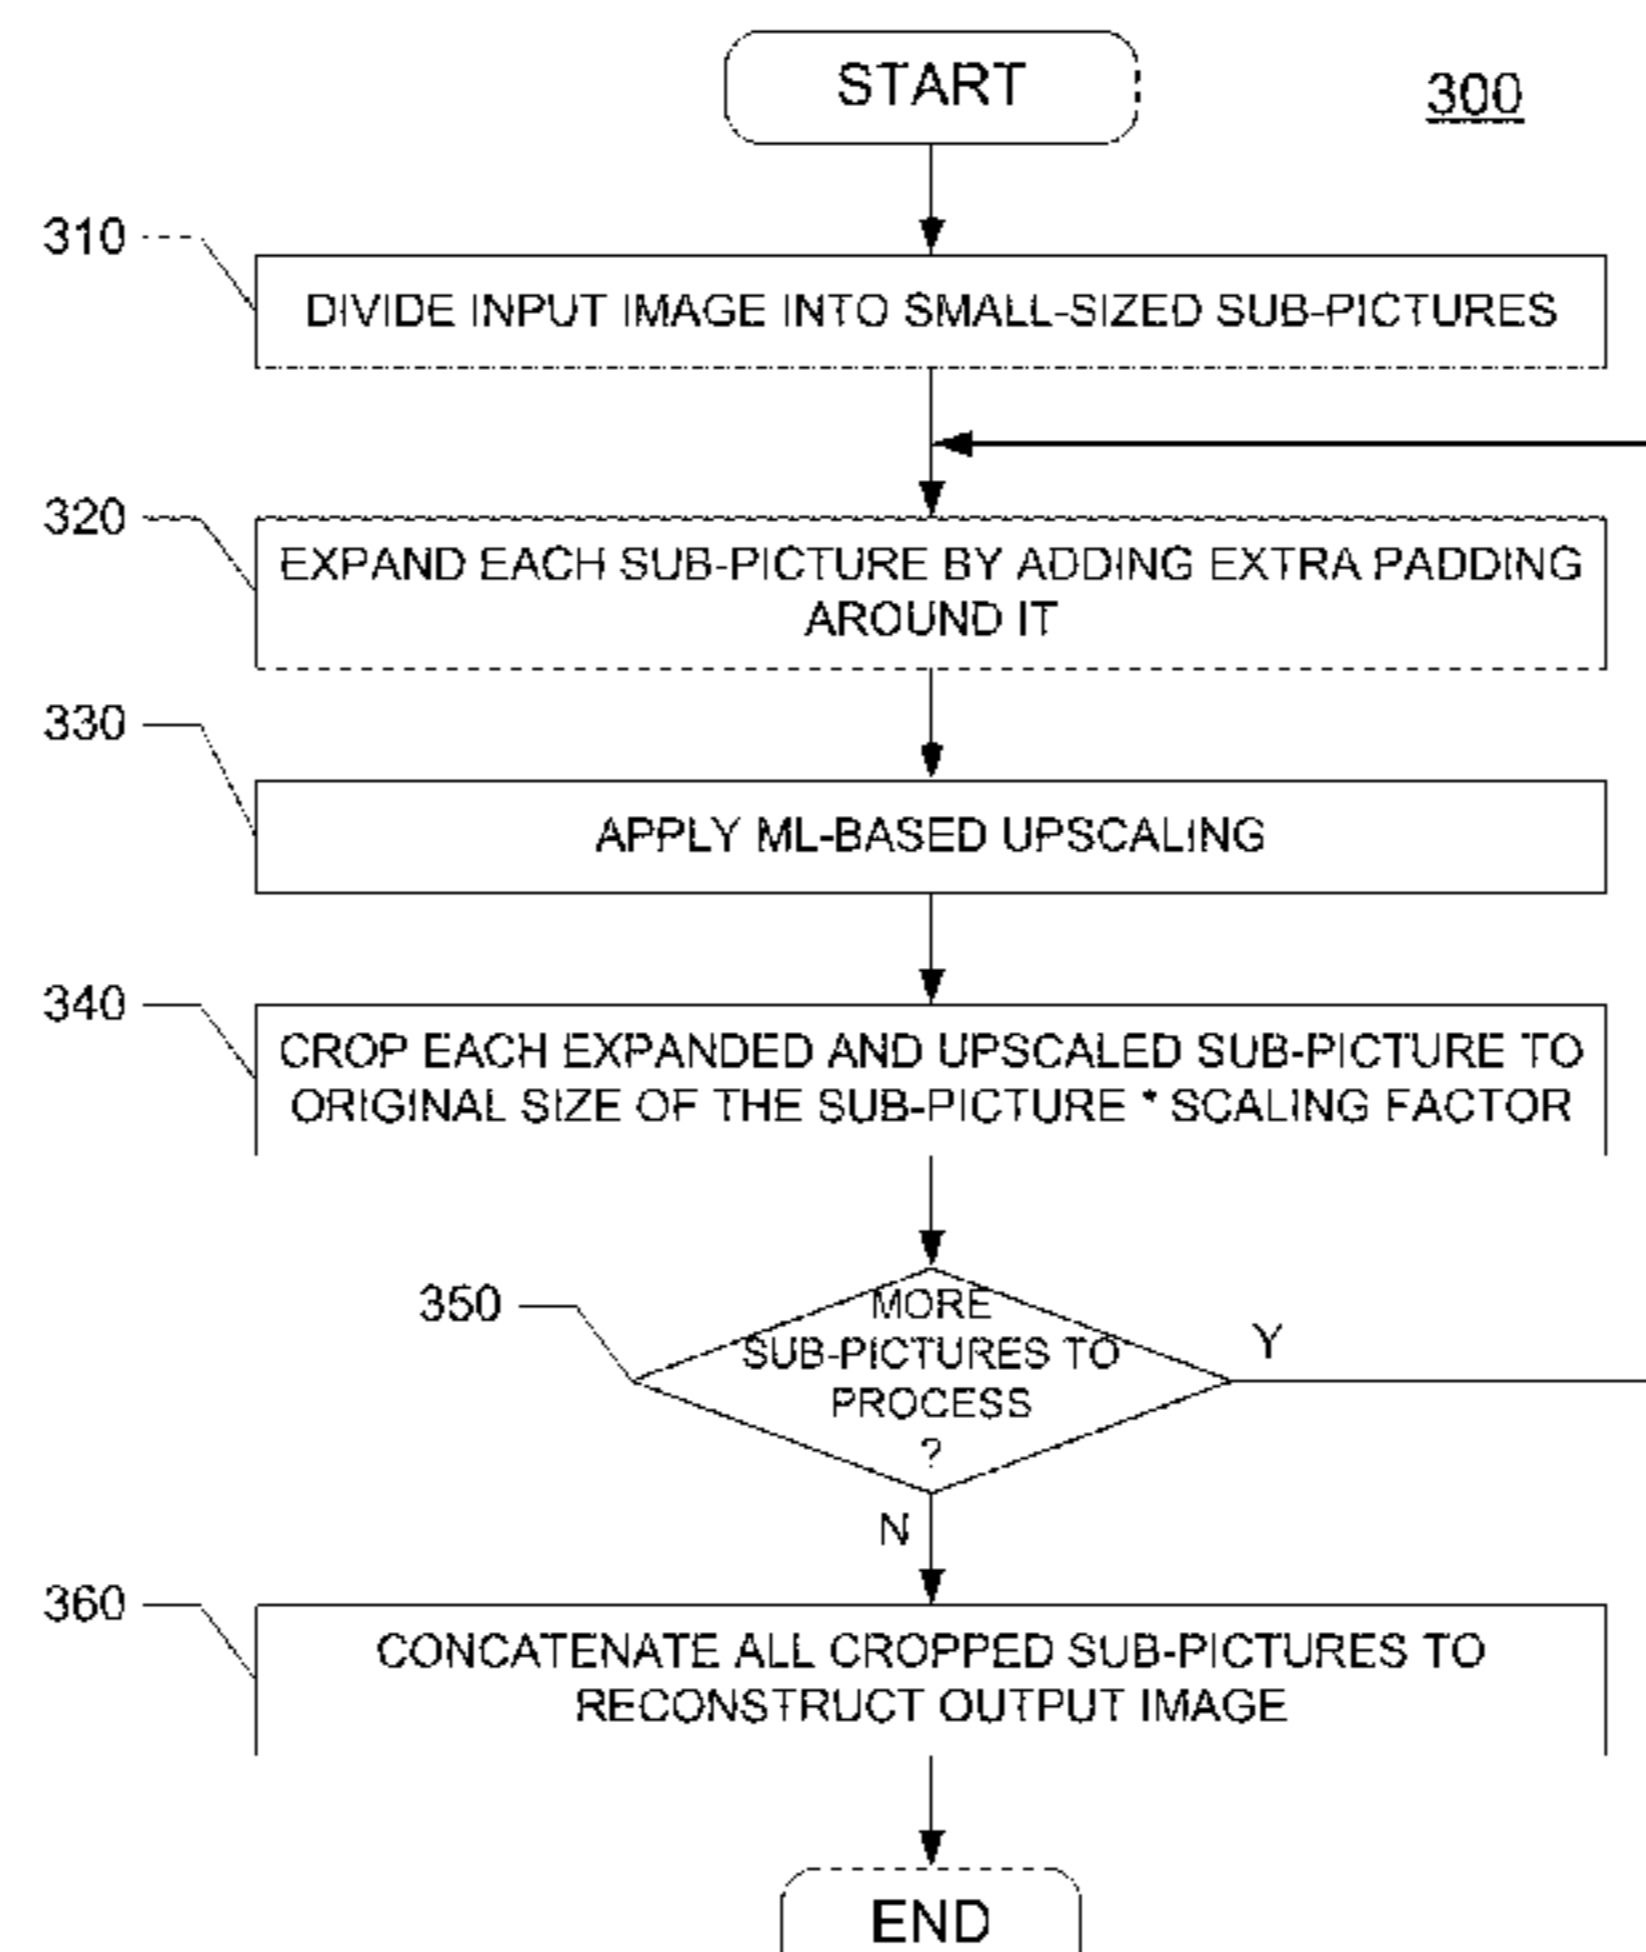 START
300
310
DIVIDE INPUT IMAGE INTO SMALL-SIZED SUB-PICTURES
320
EXPAND EACH SUB-PICTURE BY ADDING EXTRA PADDING
AROUND IT
330
APPLY ML-BASED UPSCALING
340
CROP EACH EXPANDED AND UPSCALED SUB-PICTURE TO
ORIGINAL SIZE OF THE SUB-PICTURE * SCALING FACTOR
350
MORE
SUB-PICTURES TO
PROCESS
?
Y
N
360
CONCATENATE ALL CROPPED SUB-PICTURES TO
RECONSTRUCT OUTPUT IMAGE
END